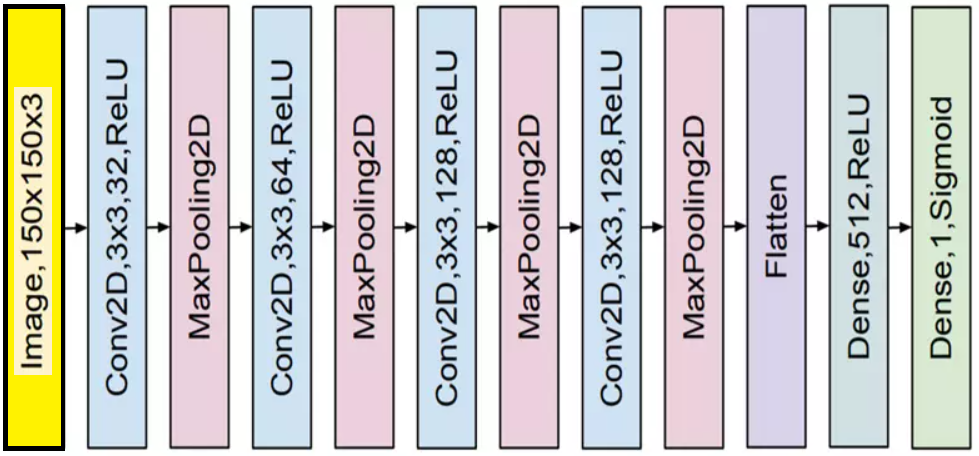 Image,150x150x3
Conv2D,3x3,32,ReLU
MaxPooling2D
Conv2D,3x3,64,ReLU
MaxPooling2D
Conv2D,3x3,128,ReLU
MaxPooling2D
Conv2D,3x3,128,ReLU
MaxPooling2D
Flatten
Dense,512,ReLU
Dense,1,Sigmoid